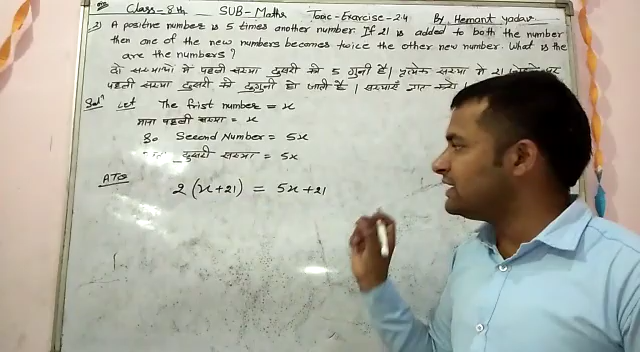 Class-8th SUB-Maths Topic-Exercise-2.4 By. Hemant yadav
2) A positive number is 5 times another number. If 21 is added to both the number
then one of the new numbers becomes twice the other new number. What is the
are the numbers?
दो संख्याओं में पहली संख्या दुसरी की 5 गुनी है। प्रत्येक संख्या में 21
पहली संख्या दुसरी की दुगुनी हो जाती है। संख्याएँ ज्ञात
Solⁿ Let The frist number = x
माना पहली संख्या = x
So Second Number = 5x
दुसरी संख्या = 5x
ATQ
2(x+21) = 5x+21